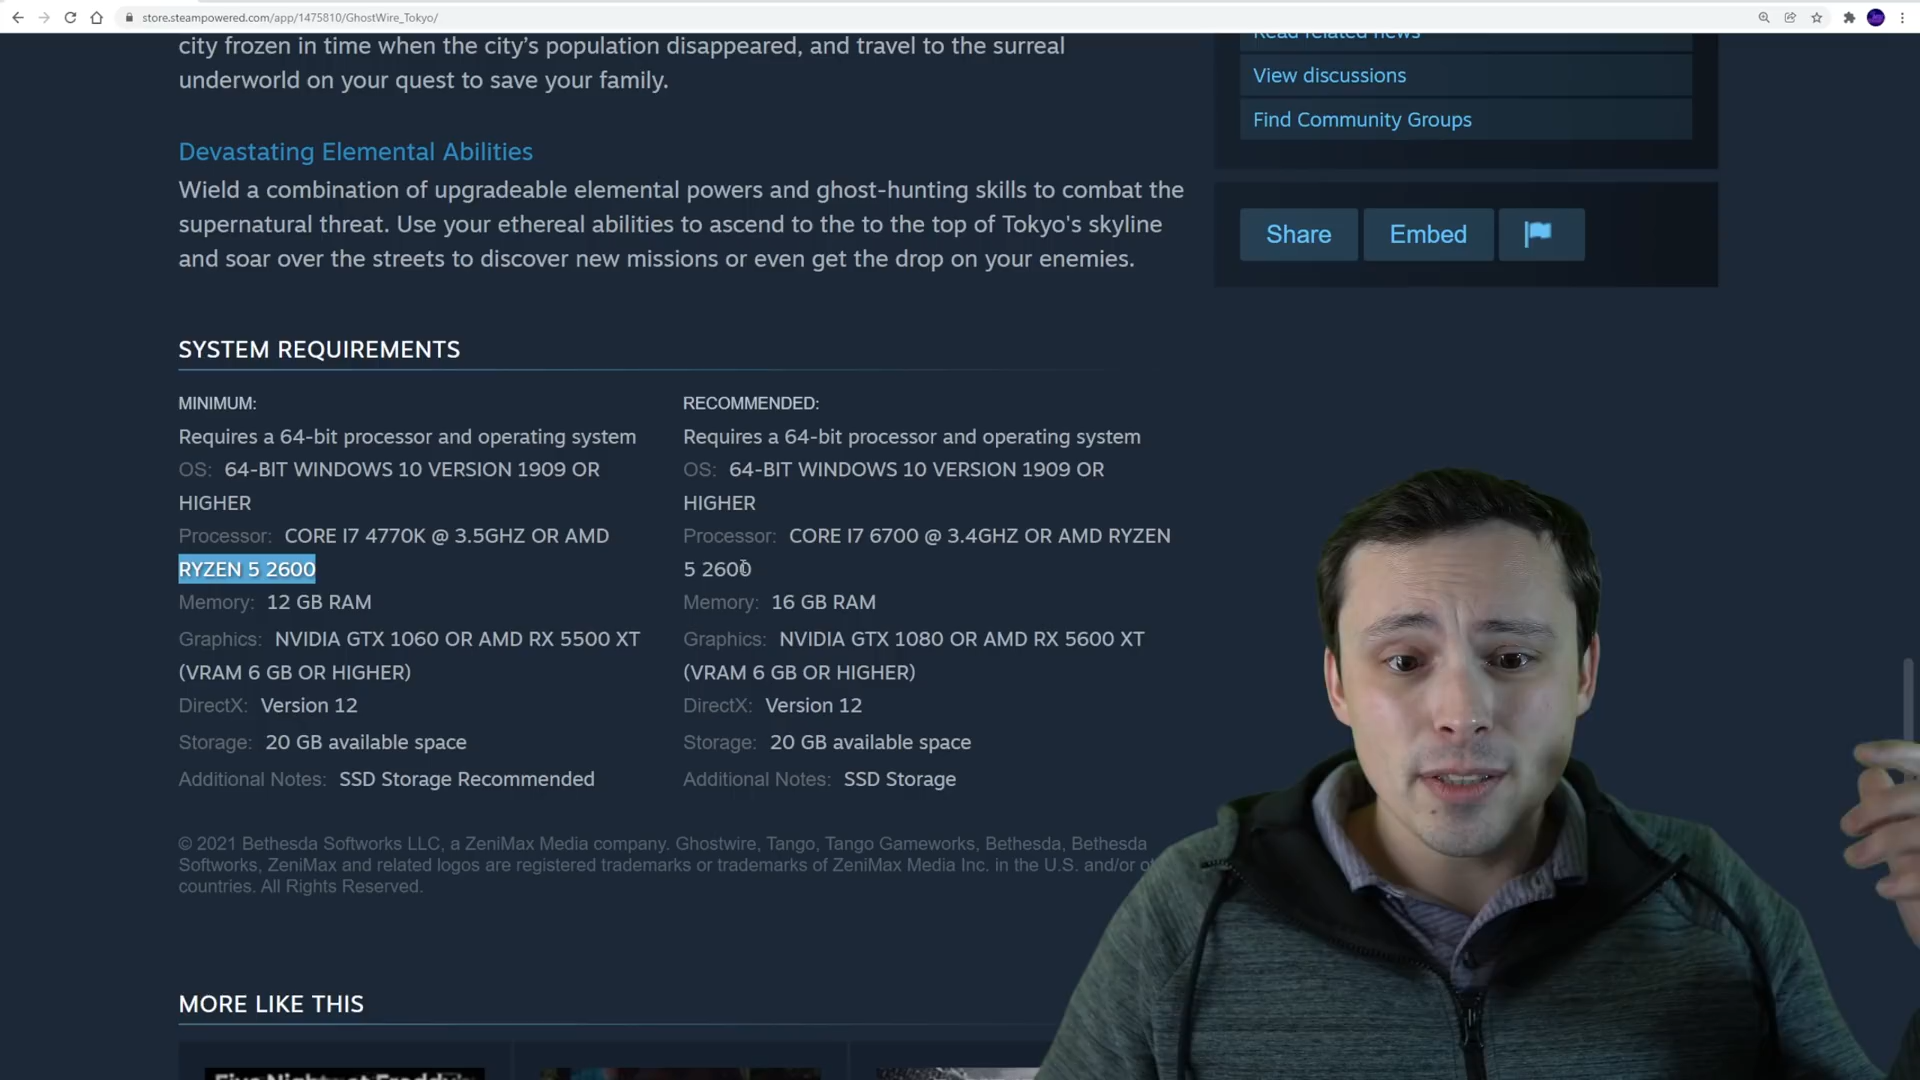 store.steampowered.com/app/1475810/GhostWire_Tokyo/
city frozen in time when the city's population disappeared, and travel to the surreal
underworld on your quest to save your family.
Read related news
View discussions
Find Community Groups
Devastating Elemental Abilities
Wield a combination of upgradeable elemental powers and ghost-hunting skills to combat the
supernatural threat. Use your ethereal abilities to ascend to the to the top of Tokyo's skyline
and soar over the streets to discover new missions or even get the drop on your enemies.
Share Embed
SYSTEM REQUIREMENTS
MINIMUM:
Requires a 64-bit processor and operating system
OS: 64-BIT WINDOWS 10 VERSION 1909 OR
HIGHER
Processor: CORE I7 4770K @ 3.5GHZ OR AMD
RYZEN 5 2600
Memory: 12 GB RAM
Graphics: NVIDIA GTX 1060 OR AMD RX 5500 XT
(VRAM 6 GB OR HIGHER)
DirectX: Version 12
Storage: 20 GB available space
Additional Notes: SSD Storage Recommended
RECOMMENDED:
Requires a 64-bit processor and operating system
OS: 64-BIT WINDOWS 10 VERSION 1909 OR
HIGHER
Processor: CORE I7 6700 @ 3.4GHZ OR AMD RYZEN
5 2600
Memory: 16 GB RAM
Graphics: NVIDIA GTX 1080 OR AMD RX 5600 XT
(VRAM 6 GB OR HIGHER)
DirectX: Version 12
Storage: 20 GB available space
Additional Notes: SSD Storage
© 2021 Bethesda Softworks LLC, a ZeniMax Media company. Ghostwire, Tango, Tango Gameworks, Bethesda, Bethesda
Softworks, ZeniMax and related logos are registered trademarks or trademarks of ZeniMax Media Inc. in the U.S. and/or
countries. All Rights Reserved.
MORE LIKE THIS
Five Nights at Freddy's